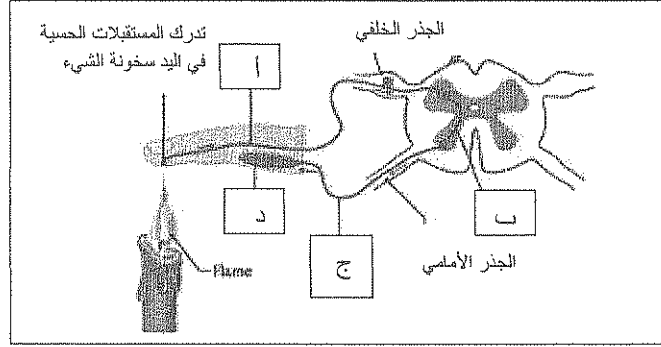 تدرك المستقبلات الحسية
في اليد سخونة الشيء
الجذر الخلفي
أ
ب
د
ج
الجذر الأمامي
Flame